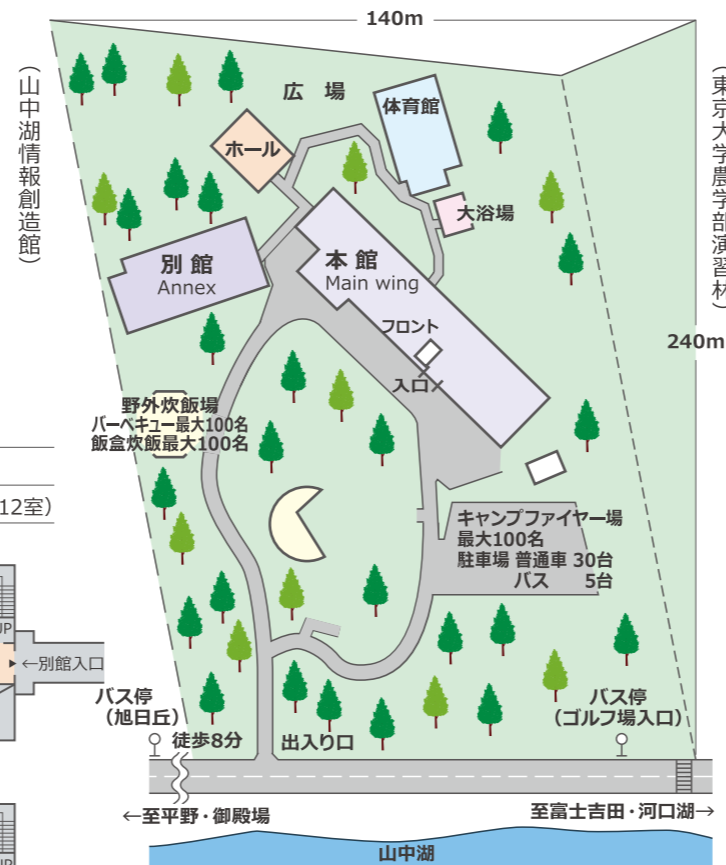 140m
（山中湖情報創造館）
（東京大学農学部演習林）
広　場
体育館
ホール
大浴場
別 館
Annex
本 館
Main wing
フロント
入口
240m
野外炊飯場
バーベキュー最大100名
飯盒炊飯最大100名
12室）
キャンプファイヤー場
最大100名
駐車場 普通車 30台
バス 5台
UP
←別館入口
バス停
（旭日丘）
徒歩8分
出入り口
バス停
（ゴルフ場入口）
←至平野・御殿場
至富士吉田・河口湖→
山中湖
UP